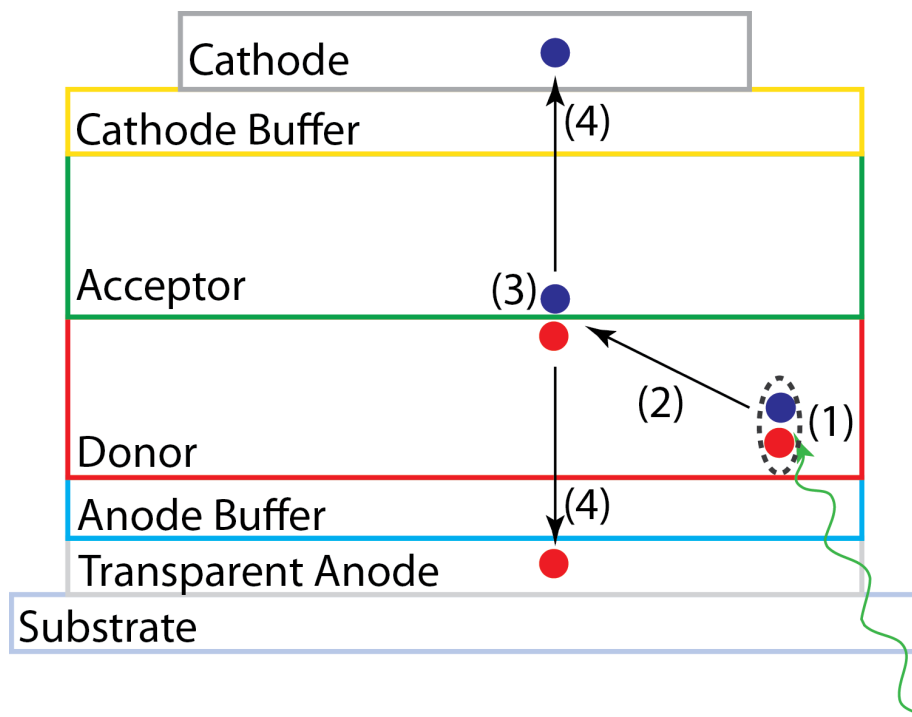 Cathode
(4)
Cathode Buffer
Acceptor
(3)
(2)
(1)
Donor
(4)
Anode Buffer
Transparent Anode
Substrate